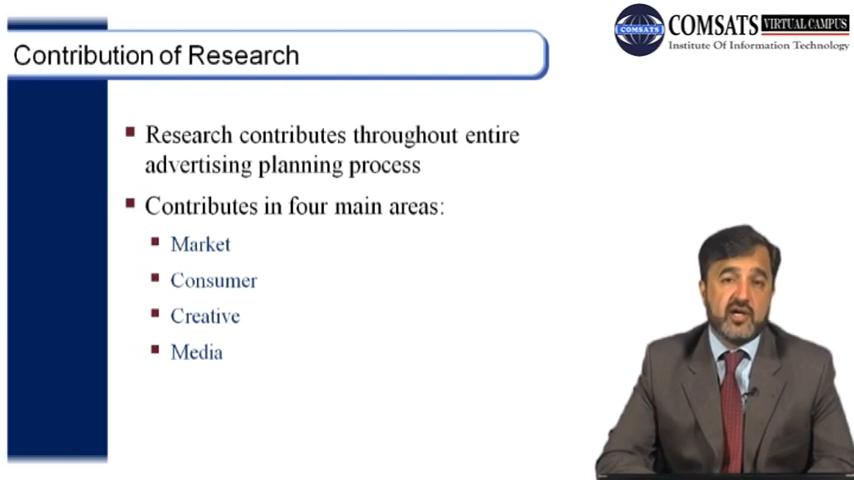 COMSATS VIRTUAL CAMPUS
COMSATS
Institute Of Information Technology
Contribution of Research
Research contributes throughout entire
advertising planning process
Contributes in four main areas:
Market
Consumer
Creative
Media